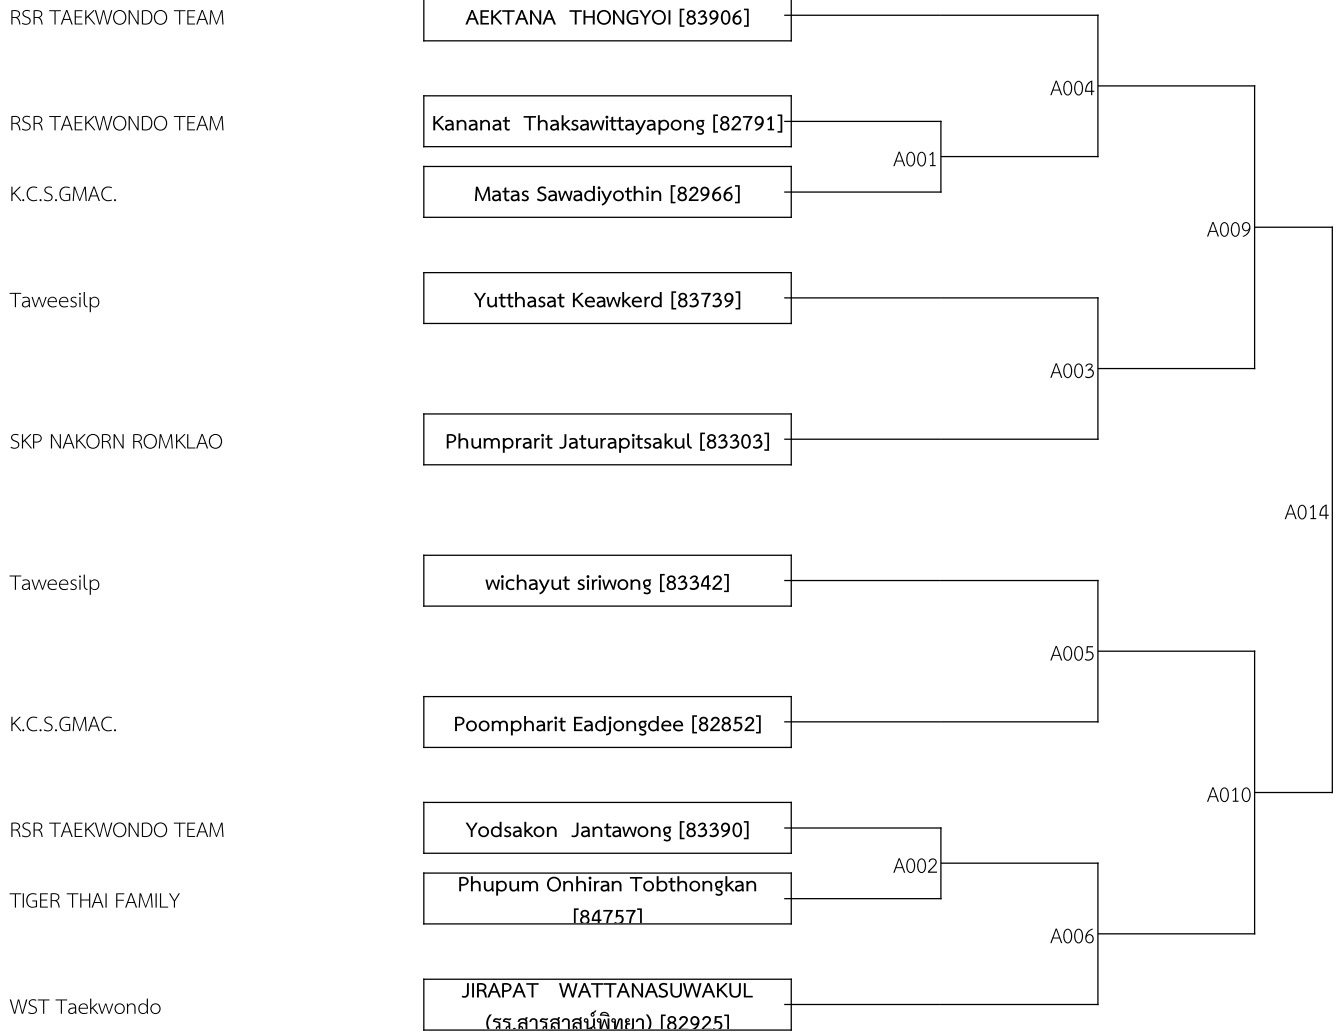 RSR TAEKWONDO TEAM
AEKTANA THONGYOI [83906]
A004
RSR TAEKWONDO TEAM
Kananat Thaksawittayapong [82791]
A001
K.C.S.GMAC.
Matas Sawadiyothin [82966]
A009
Taweesilp
Yutthasat Keawkerd [83739]
A003
SKP NAKORN ROMKLAO
Phumprarit Jaturapitsakul [83303]
A014
Taweesilp
wichayut siriwong [83342]
A005
K.C.S.GMAC.
Poompharit Eadjongdee [82852]
A010
RSR TAEKWONDO TEAM
Yodsakon Jantawong [83390]
A002
TIGER THAI FAMILY
Phupum Onhiran Tobthongkan
[84757]
A006
WST Taekwondo
JIRAPAT WATTANASUWAKUL
(รร.สารสาสน์พิทยา) [82925]